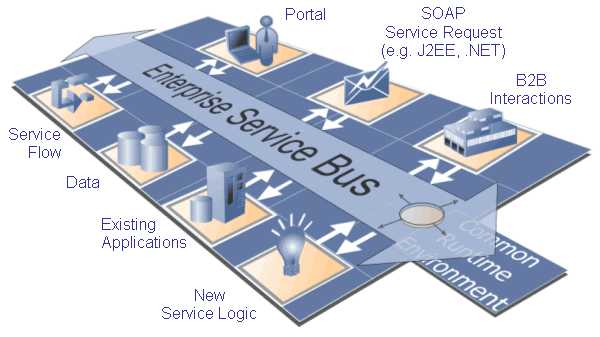 Portal
SOAP
Service Request
(e.g. J2EE, .NET)
B2B
Interactions
Enterprise Service Bus
Service
Flow
Data
Existing
Applications
New
Service Logic
Common
Runtime
Environment